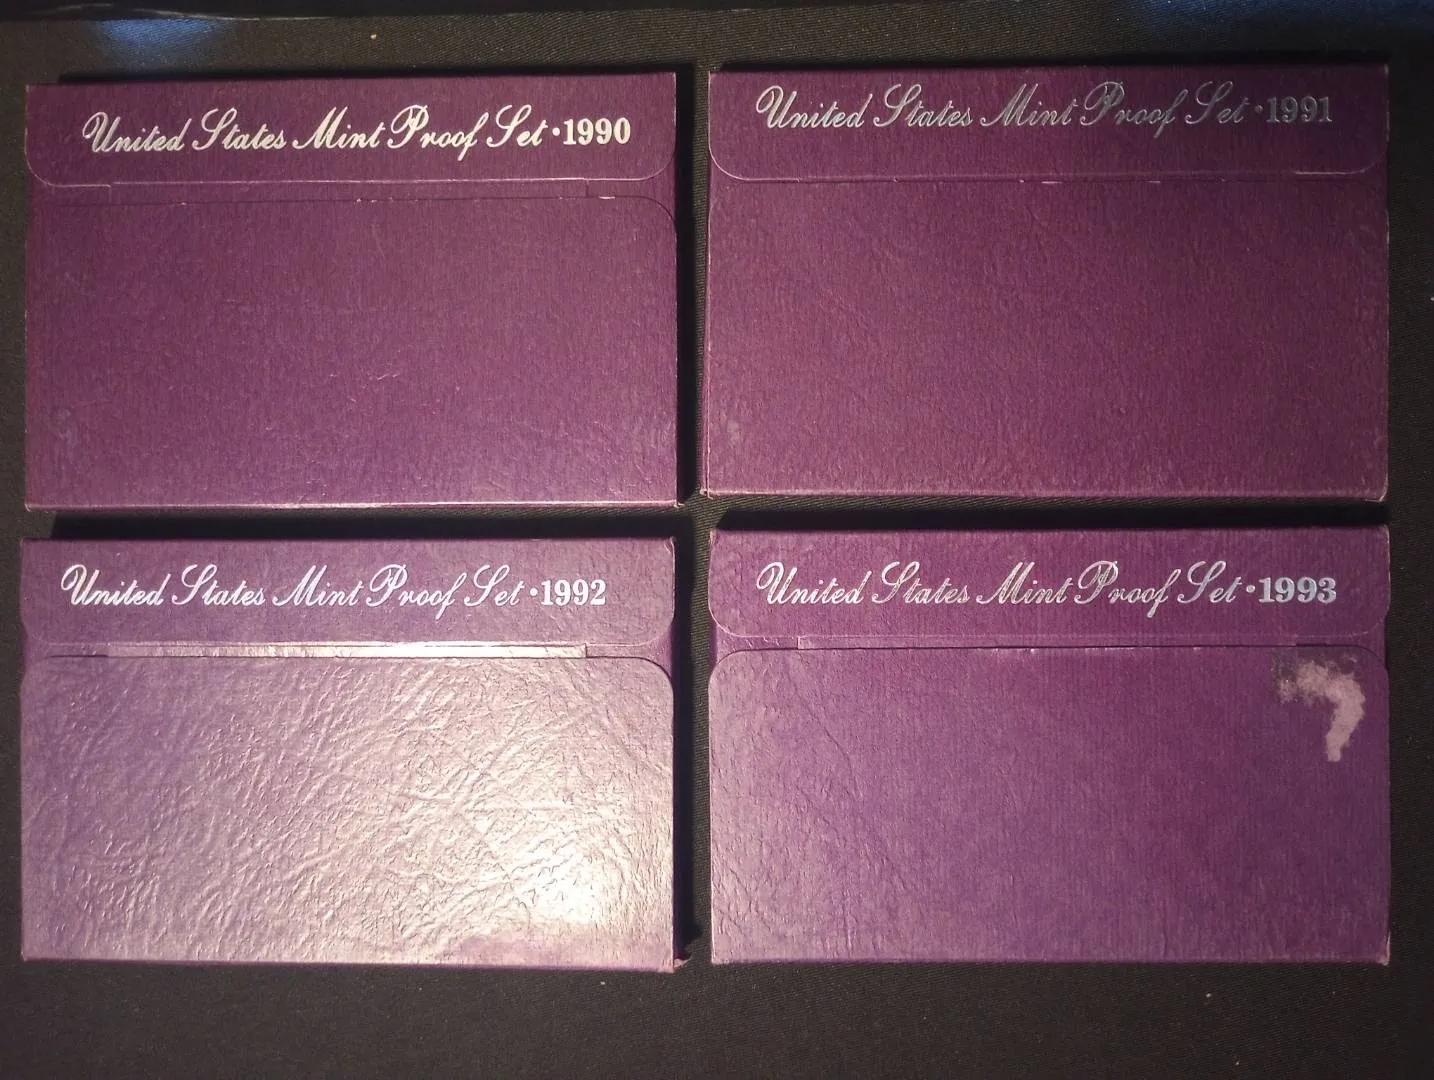 United States Mint Proof Set · 1990
United States Mint Proof Set · 1991
United States Mint Proof Set · 1992
United States Mint Proof Set · 1993